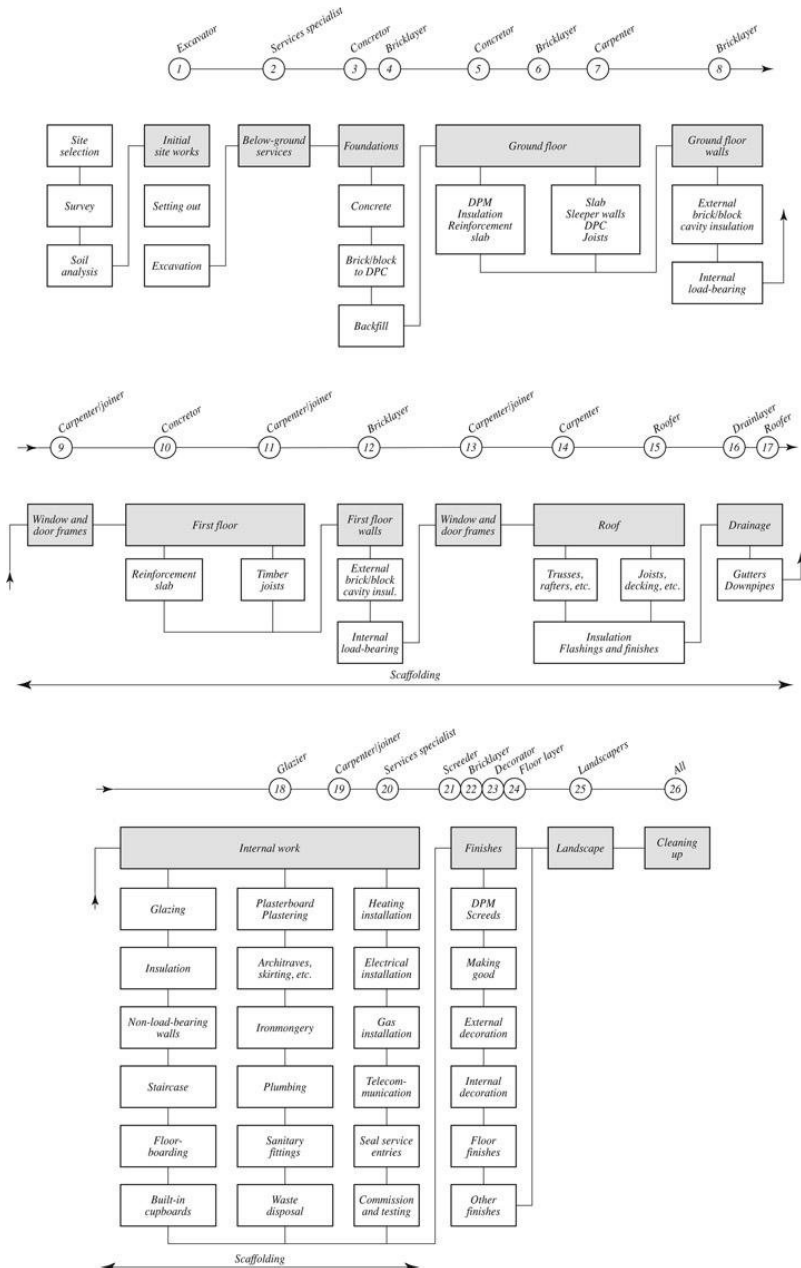 Excavator
Services specialist
Concretor
Bricklayer
Concretor
Bricklayer
Carpenter
Bricklayer
1
2
3
4
5
6
7
8
Site
selection
Survey
Soil
analysis
Initial
site works
Setting out
Excavation
Below-ground
services
Foundations
Concrete
Brick/block
to DPC
Backfill
Ground floor
DPM
Insulation
Reinforcement
slab
Slab
Sleeper walls
DPC
Joists
Ground floor
walls
External
brick/block
cavity insulation
Internal
load-bearing
Carpenter/joiner
Concretor
Carpenter/joiner
Bricklayer
Carpenter/joiner
Carpenter
Roofer
Drainlayer
Roofer
9
10
11
12
13
14
15
16
17
Window and
door frames
First floor
Reinforcement
slab
Timber
joists
First floor
walls
External
brick/block
cavity insul.
Internal
load-bearing
Window and
door frames
Roof
Trusses,
rafters, etc.
Joists,
decking, etc.
Insulation
Flashings and finishes
Drainage
Gutters
Downpipes
Scaffolding
Glazier
Carpenter/joiner
Services specialist
Screeder
Bricklayer
Decorator
Floor layer
Landscapers
All
18
19
20
21
22
23
24
25
26
Internal work
Glazing
Insulation
Non-load-bearing
walls
Staircase
Floor-
boarding
Built-in
cupboards
Plasterboard
Plastering
Architraves,
skirting, etc.
Ironmongery
Plumbing
Sanitary
fittings
Waste
disposal
Heating
installation
Electrical
installation
Gas
installation
Telecom-
munication
Seal service
entries
Commission
and testing
Finishes
DPM
Screeds
Making
good
External
decoration
Internal
decoration
Floor
finishes
Other
finishes
Landscape
Cleaning
up
Scaffolding